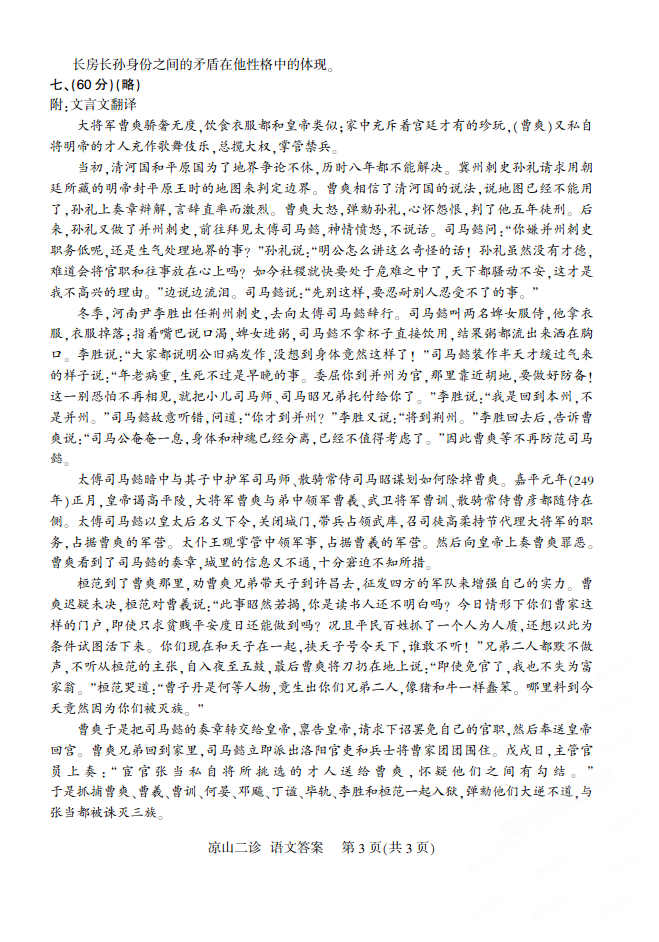 长房长孙身份之间的矛盾在他性格中的体现。
七、(60分)(略)
附:文言文翻译
大将军曹爽骄奢无度,饮食衣服都和皇帝类似;家中充斥着宫廷才有的珍玩,(曹爽)又私自
将明帝的才人充作歌舞伎乐,总揽大权,掌管禁兵。
当初,清河国和平原国为了地界争论不休,历时八年都不能解决。冀州刺史孙礼请求用朝
廷所藏的明帝封平原王时的地图来判定边界。曹爽相信了清河国的说法,说地图已经不能用
了,孙礼上奏章辩解,言辞直率而激烈。曹爽大怒,弹劾孙礼,心怀怨恨,判了他五年徒刑。后
来,孙礼又做了并州刺史,前往拜见太傅司马懿,神情愤怒,不说话。司马懿问:“你嫌并州刺史
职务低呢,还是生气处理地界的事?”孙礼说:“明公怎么讲这么奇怪的话!孙礼虽然没有才德,
难道会将官职和往事放在心上吗?如今社稷就快要处于危难之中了,天下都骚动不安,这才是
我不高兴的理由。”边说边流泪。司马懿说:“先别这样,要忍耐别人忍受不了的事。”
冬季,河南尹李胜出任荆州刺史,去向太傅司马懿辞行。司马懿叫两名婢女服侍,他拿衣
服,衣服掉落;指着嘴巴说口渴,婢女进粥,司马懿不拿杯子直接饮用,结果粥都流出来洒在胸
口。李胜说:“大家都说明公旧病发作,没想到身体竟然这样了!”司马懿装作半天才缓过气来
的样子说:“年老病重,生死不过是早晚的事。委屈你到并州为官,那里靠近胡地,要做好防备!
这一别恐怕不再相见,就把小儿司马师、司马昭兄弟托付给你了。”李胜说:“我是回到本州,不
是并州。”司马懿故意听错,问道:“你才到并州?”李胜又说:“将到荆州。”李胜回去后,告诉曹
爽说:“司马公奄奄一息,身体和神魂已经分离,已经不值得考虑了。”因此曹爽等不再防范司马
懿。
太傅司马懿暗中与其子中护军司马师、散骑常侍司马昭谋划如何除掉曹爽。嘉平元年(249
年)正月,皇帝谒高平陵,大将军曹爽与弟中领军曹羲、武卫将军曹训、散骑常侍曹彦都随侍在
侧。太傅司马懿以皇太后名义下令,关闭城门,带兵占领武库,召司徒高柔持节代理大将军的职
务,占据曹爽的军营。太仆王观掌管中领军事,占据曹羲的军营。然后向皇帝上奏曹爽罪恶。
曹爽看到了司马懿的奏章,城里的信息又不通,十分窘迫不知所措。
桓范到了曹爽那里,劝曹爽兄弟带天子到许昌去,征发四方的军队来增强自己的实力。曹
爽迟疑未决,桓范对曹羲说:“此事昭然若揭,你是读书人还不明白吗?今日情形下你们曹家这
样的门户,即使只求贫贱平安度日还能做到吗?况且平民百姓抓了一个人为人质,还想以此为
条件试图活下来。你们现在和天子在一起,挟天子号令天下,谁敢不听!”兄弟二人都默不做
声,不听从桓范的主张,自入夜至五鼓,最后曹爽将刀扔在地上说:“即使免官了,我也不失为富
家翁。”桓范哭道:“曹子丹是何等人物,竟生出你们兄弟二人,像猪和牛一样蠢笨。哪里料到今
天竟然因为你们被灭族。”
曹爽于是把司马懿的奏章转交给皇帝,禀告皇帝,请求下诏罢免自己的官职,然后奉送皇帝
回宫。曹爽兄弟回到家里,司马懿立即派出洛阳官吏和兵士将曹家团团围住。戊戌日,主管官
员上奏:“宦官张当私自将所挑选的才人送给曹爽,怀疑他们之间有勾结。”
于是抓捕曹爽、曹羲、曹训、何晏、邓飏、丁谧、毕轨、李胜和桓范一起入狱,弹劾他们大逆不道,与
张当都被诛灭三族。
凉山二诊 语文答案 第3页(共3页)